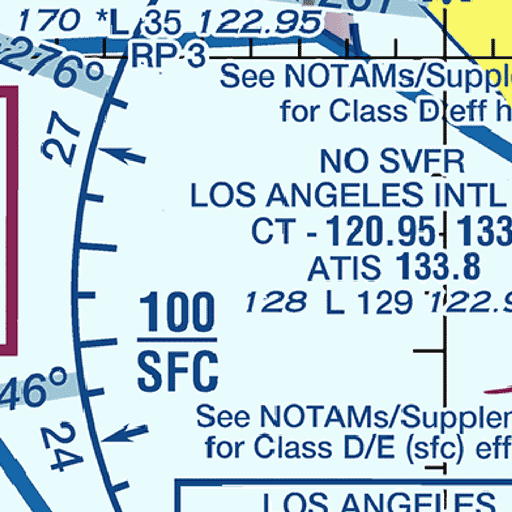 170 *L 35 122.95
RP 3
276°
See NOTAMs/Supple
for Class D eff h
27
NO SVFR
LOS ANGELES INTL
CT - 120.95 133
ATIS 133.8
128 L 129 122.9
100
SFC
46°
24
See NOTAMs/Supplem
for Class D/E (sfc) eff
LOS ANGELES